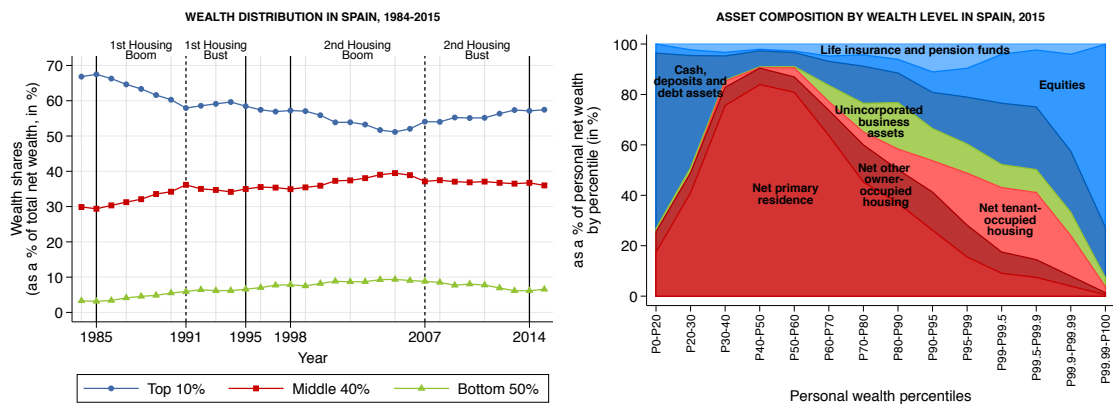 WEALTH DISTRIBUTION IN SPAIN, 1984-2015
1st Housing
Boom
1st Housing
Bust
2nd Housing
Boom
2nd Housing
Bust
Wealth shares
(as a % of total net wealth, in %)
70
60
50
40
30
20
10
0
1985
1991
1995
1998
2007
2014
Year
Top 10%
Middle 40%
Bottom 50%
ASSET COMPOSITION BY WEALTH LEVEL IN SPAIN, 2015
as a % of personal net wealth
by percentile (in %)
100
80
60
40
20
0
Life insurance and pension funds
Cash,
deposits and
debt assets
Equities
Unincorporated
business
assets
Net primary
residence
Net other
owner-
occupied
housing
Net tenant-
occupied
housing
P0-P20
P20-30
P30-40
P40-P50
P50-P60
P60-P70
P70-P80
P80-P90
P90-P95
P95-P99
P99-P99.5
P99.5-P99.9
P99.9-P99.99
P99.99-P100
Personal wealth percentiles